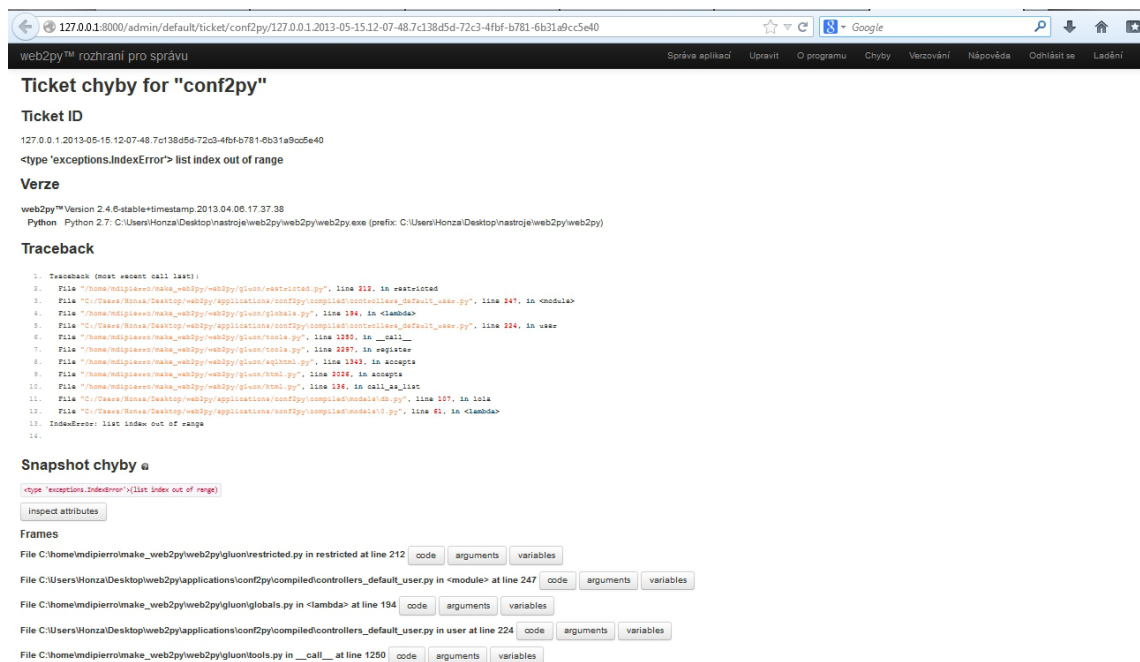 127.0.0.1:8000/admin/default/ticket/conf2py/127.0.0.1.2013-05-15.12-07-48.7c138d5d-72c3-4fbf-b781-6b31a9cc5e40 Google
web2py™ rozhraní pro správu Správa aplikací Upravit O programu Chyby Verzování Nápověda Odhlásit se Ladění
Ticket chyby for "conf2py"
Ticket ID
127.0.0.1.2013-05-15.12-07-48.7c138d5d-72c3-4fbf-b781-6b31a9cc5e40
<type 'exceptions.IndexError'> list index out of range
Verze
web2py™ Version 2.4.6-stable+timestamp.2013.04.06.17.37.38
Python Python 2.7: C:\Users\Honza\Desktop\nastroje\web2py\web2py\web2py.exe (prefix: C:\Users\Honza\Desktop\nastroje\web2py\web2py)
Traceback
1. Traceback (most recent call last):
2. File "/home/mdipierro/make_web2py/web2py/gluon/restricted.py", line 212, in restricted
3. File "C:/Users/Honza/Desktop/web2py/applications/conf2py/compiled\controllers_default_user.py", line 247, in <module>
4. File "/home/mdipierro/make_web2py/web2py/gluon/globals.py", line 194, in <lambda>
5. File "C:/Users/Honza/Desktop/web2py/applications/conf2py/compiled\controllers_default_user.py", line 224, in user
6. File "/home/mdipierro/make_web2py/web2py/gluon/tools.py", line 1250, in __call__
7. File "/home/mdipierro/make_web2py/web2py/gluon/tools.py", line 2297, in register
8. File "/home/mdipierro/make_web2py/web2py/gluon/sqlhtml.py", line 1343, in accepts
9. File "/home/mdipierro/make_web2py/web2py/gluon/html.py", line 2026, in accepts
10. File "/home/mdipierro/make_web2py/web2py/gluon/html.py", line 136, in call_as_list
11. File "C:/Users/Honza/Desktop/web2py/applications/conf2py\compiled\models\db.py", line 107, in lola
12. File "C:/Users/Honza/Desktop/web2py/applications/conf2py\compiled\models\0.py", line 61, in <lambda>
13. IndexError: list index out of range
14.
Snapshot chyby
<type 'exceptions.IndexError'>(list index out of range)
inspect attributes
Frames
File C:\home\mdipierro\make_web2py\web2py\gluon\restricted.py in restricted at line 212 code arguments variables
File C:\Users\Honza\Desktop\web2py\applications\conf2py\compiled\controllers_default_user.py in <module> at line 247 code arguments variables
File C:\home\mdipierro\make_web2py\web2py\gluon\globals.py in <lambda> at line 194 code arguments variables
File C:\Users\Honza\Desktop\web2py\applications\conf2py\compiled\controllers_default_user.py in user at line 224 code arguments variables
File C:\home\mdipierro\make_web2py\web2py\gluon\tools.py in __call__ at line 1250 code arguments variables